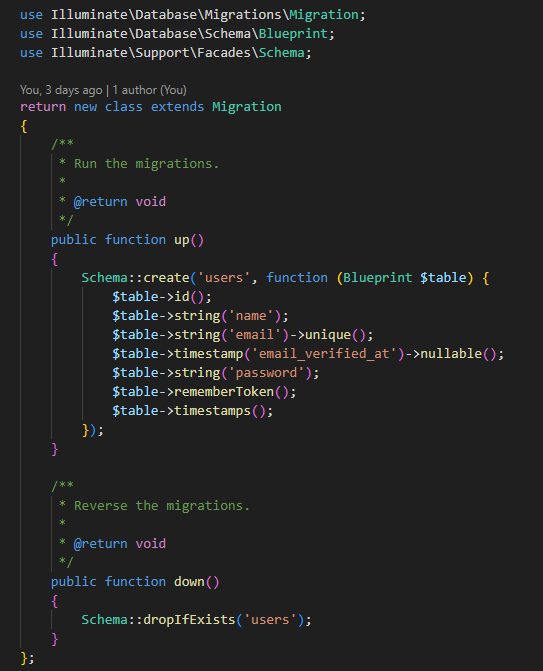 use Illuminate\Database\Migrations\Migration;
use Illuminate\Database\Schema\Blueprint;
use Illuminate\Support\Facades\Schema;
You, 3 days ago | 1 author (You)
return new class extends Migration
{
    /**
     * Run the migrations.
     *
     * @return void
     */
    public function up()
    {
        Schema::create('users', function (Blueprint $table) {
            $table->id();
            $table->string('name');
            $table->string('email')->unique();
            $table->timestamp('email_verified_at')->nullable();
            $table->string('password');
            $table->rememberToken();
            $table->timestamps();
        });
    }
    /**
     * Reverse the migrations.
     *
     * @return void
     */
    public function down()
    {
        Schema::dropIfExists('users');
    }
};